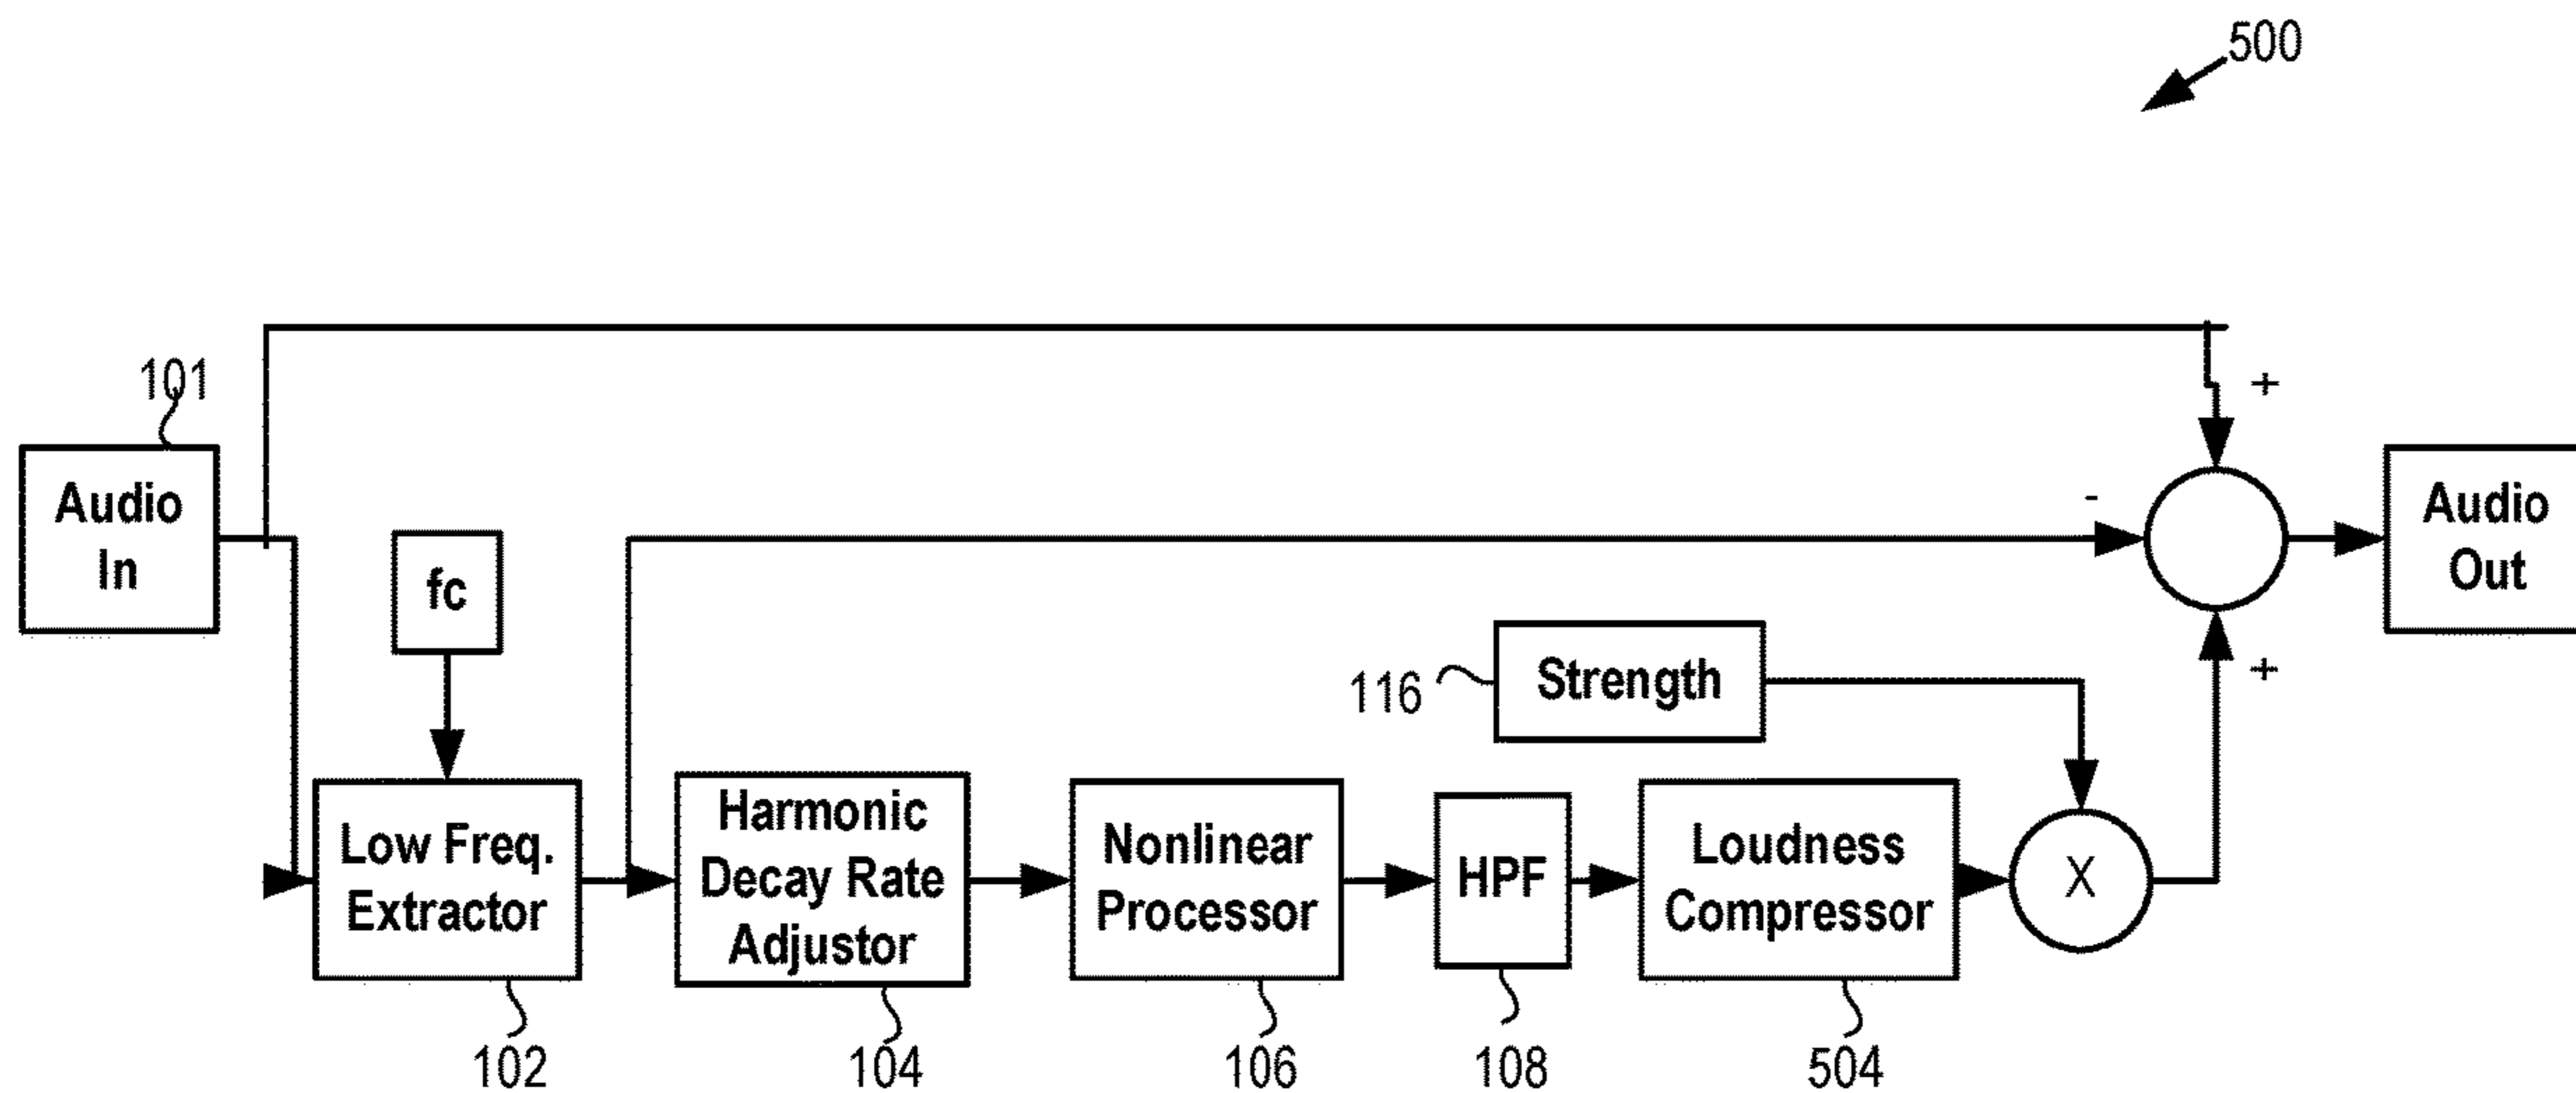 500
101
+
Audio
In
fc
-
Audio
Out
116
Strength
+
Low Freq.
Extractor
Harmonic
Decay Rate
Adjustor
Nonlinear
Processor
HPF
Loudness
Compressor
X
102
104
106
108
504